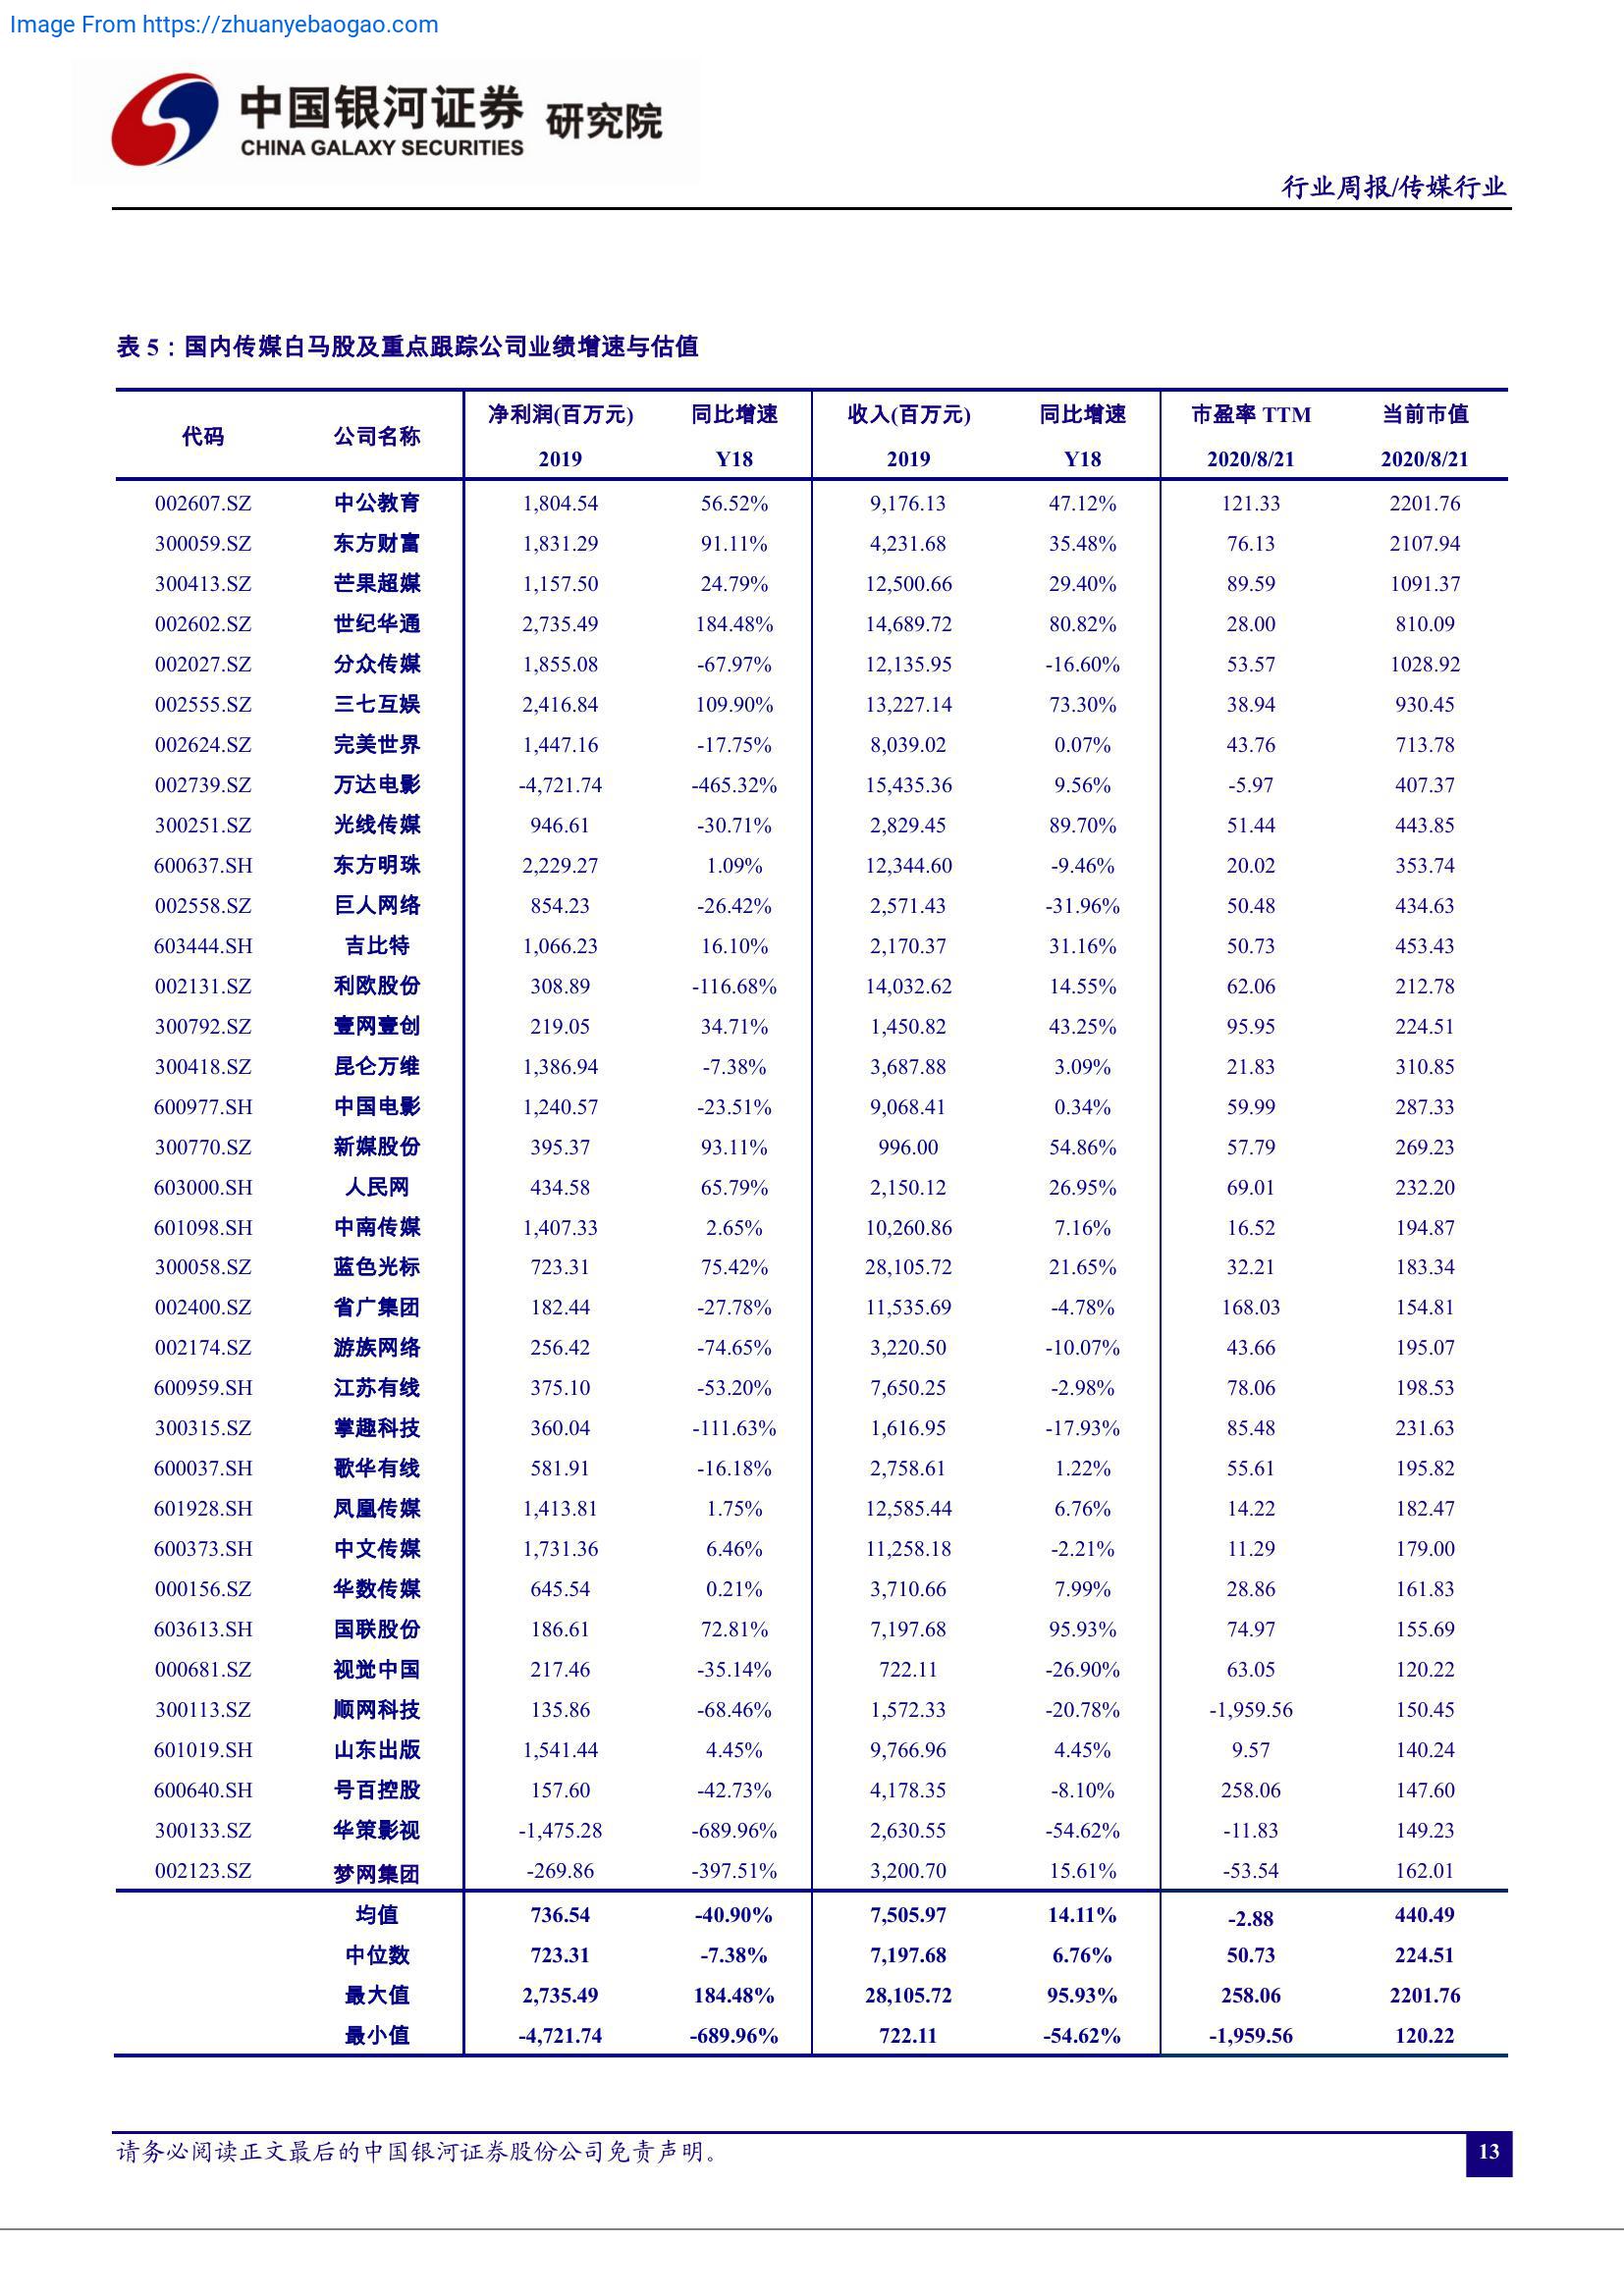 Image From https://zhuanyebaogao.com
中国银河证券 研究院
CHINA GALAXY SECURITIES
行业周报/传媒行业
表 5：国内传媒白马股及重点跟踪公司业绩增速与估值
代码 公司名称 净利润(百万元) 同比增速 收入(百万元) 同比增速 市盈率 TTM 当前市值
2019 Y18 2019 Y18 2020/8/21 2020/8/21
002607.SZ 中公教育 1,804.54 56.52% 9,176.13 47.12% 121.33 2201.76
300059.SZ 东方财富 1,831.29 91.11% 4,231.68 35.48% 76.13 2107.94
300413.SZ 芒果超媒 1,157.50 24.79% 12,500.66 29.40% 89.59 1091.37
002602.SZ 世纪华通 2,735.49 184.48% 14,689.72 80.82% 28.00 810.09
002027.SZ 分众传媒 1,855.08 -67.97% 12,135.95 -16.60% 53.57 1028.92
002555.SZ 三七互娱 2,416.84 109.90% 13,227.14 73.30% 38.94 930.45
002624.SZ 完美世界 1,447.16 -17.75% 8,039.02 0.07% 43.76 713.78
002739.SZ 万达电影 -4,721.74 -465.32% 15,435.36 9.56% -5.97 407.37
300251.SZ 光线传媒 946.61 -30.71% 2,829.45 89.70% 51.44 443.85
600637.SH 东方明珠 2,229.27 1.09% 12,344.60 -9.46% 20.02 353.74
002558.SZ 巨人网络 854.23 -26.42% 2,571.43 -31.96% 50.48 434.63
603444.SH 吉比特 1,066.23 16.10% 2,170.37 31.16% 50.73 453.43
002131.SZ 利欧股份 308.89 -116.68% 14,032.62 14.55% 62.06 212.78
300792.SZ 壹网壹创 219.05 34.71% 1,450.82 43.25% 95.95 224.51
300418.SZ 昆仑万维 1,386.94 -7.38% 3,687.88 3.09% 21.83 310.85
600977.SH 中国电影 1,240.57 -23.51% 9,068.41 0.34% 59.99 287.33
300770.SZ 新媒股份 395.37 93.11% 996.00 54.86% 57.79 269.23
603000.SH 人民网 434.58 65.79% 2,150.12 26.95% 69.01 232.20
601098.SH 中南传媒 1,407.33 2.65% 10,260.86 7.16% 16.52 194.87
300058.SZ 蓝色光标 723.31 75.42% 28,105.72 21.65% 32.21 183.34
002400.SZ 省广集团 182.44 -27.78% 11,535.69 -4.78% 168.03 154.81
002174.SZ 游族网络 256.42 -74.65% 3,220.50 -10.07% 43.66 195.07
600959.SH 江苏有线 375.10 -53.20% 7,650.25 -2.98% 78.06 198.53
300315.SZ 掌趣科技 360.04 -111.63% 1,616.95 -17.93% 85.48 231.63
600037.SH 歌华有线 581.91 -16.18% 2,758.61 1.22% 55.61 195.82
601928.SH 凤凰传媒 1,413.81 1.75% 12,585.44 6.76% 14.22 182.47
600373.SH 中文传媒 1,731.36 6.46% 11,258.18 -2.21% 11.29 179.00
000156.SZ 华数传媒 645.54 0.21% 3,710.66 7.99% 28.86 161.83
603613.SH 国联股份 186.61 72.81% 7,197.68 95.93% 74.97 155.69
000681.SZ 视觉中国 217.46 -35.14% 722.11 -26.90% 63.05 120.22
300113.SZ 顺网科技 135.86 -68.46% 1,572.33 -20.78% -1,959.56 150.45
601019.SH 山东出版 1,541.44 4.45% 9,766.96 4.45% 9.57 140.24
600640.SH 号百控股 157.60 -42.73% 4,178.35 -8.10% 258.06 147.60
300133.SZ 华策影视 -1,475.28 -689.96% 2,630.55 -54.62% -11.83 149.23
002123.SZ 梦网集团 -269.86 -397.51% 3,200.70 15.61% -53.54 162.01
均值 736.54 -40.90% 7,505.97 14.11% -2.88 440.49
中位数 723.31 -7.38% 7,197.68 6.76% 50.73 224.51
最大值 2,735.49 184.48% 28,105.72 95.93% 258.06 2201.76
最小值 -4,721.74 -689.96% 722.11 -54.62% -1,959.56 120.22
请务必阅读正文最后的中国银河证券股份公司免责声明。
13